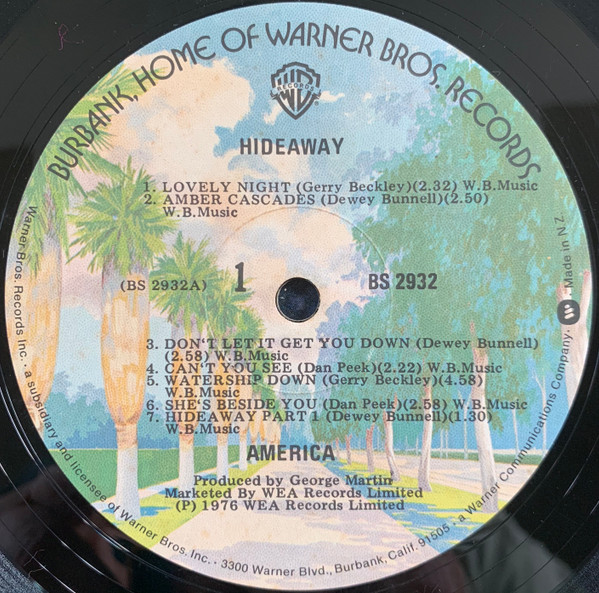 BURBANK, HOME OF WARNER BROS. RECORDS
WB
RECORDS
HIDEAWAY
1. LOVELY NIGHT (Gerry Beckley)(2.32) W.B.Music
2. AMBER CASCADES (Dewey Bunnell)(2.50)
W.B.Music
(BS 2932A) 1 BS 2932
3. DON'T LET IT GET YOU DOWN (Dewey Bunnell)
(2.58) W.B.Music
4. CAN'T YOU SEE (Dan Peek)(2.22) W.B.Music
5. WATERSHIP DOWN (Gerry Beckley)(4.58)
W.B.Music
6. SHE'S BESIDE YOU (Dan Peek)(2.58) W.B.Music
7. HIDEAWAY PART 1 (Dewey Bunnell)(1.30)
W.B.Music
AMERICA
Produced by George Martin
Marketed By WEA Records Limited
(P) 1976 WEA Records Limited
Warner Bros. Records Inc. · a subsidiary and licensee of Warner Bros. Inc. · 3300 Warner Blvd., Burbank, Calif. 91505 · a Warner Communications Company · Made in N.Z.